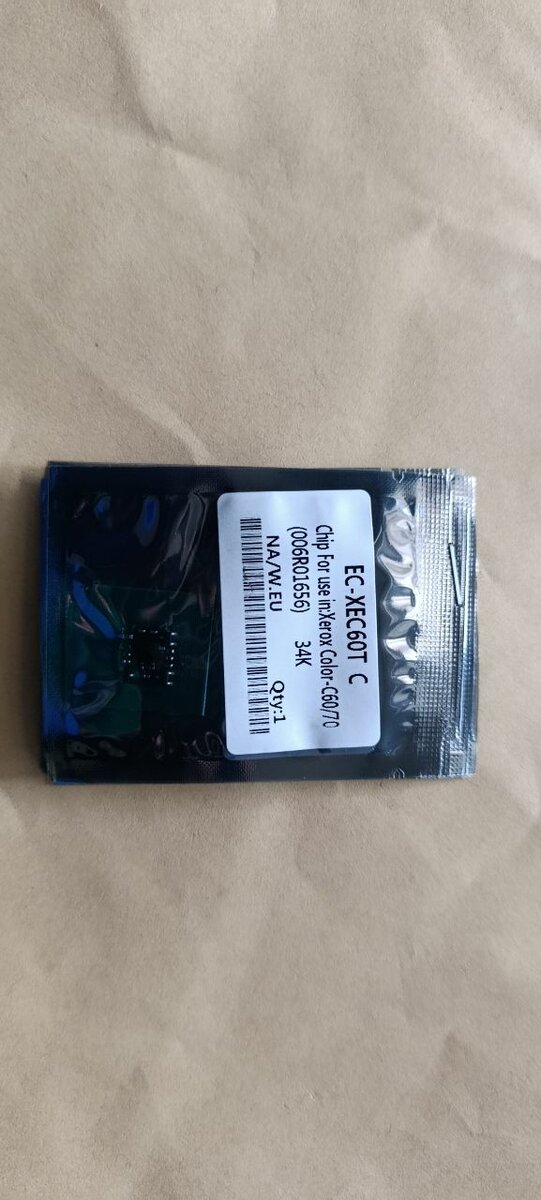 EC-XEC60T C
Chip For use in:Xerox Color-C60/70
(006R01656) 34K
NA/W.EU Qty:1